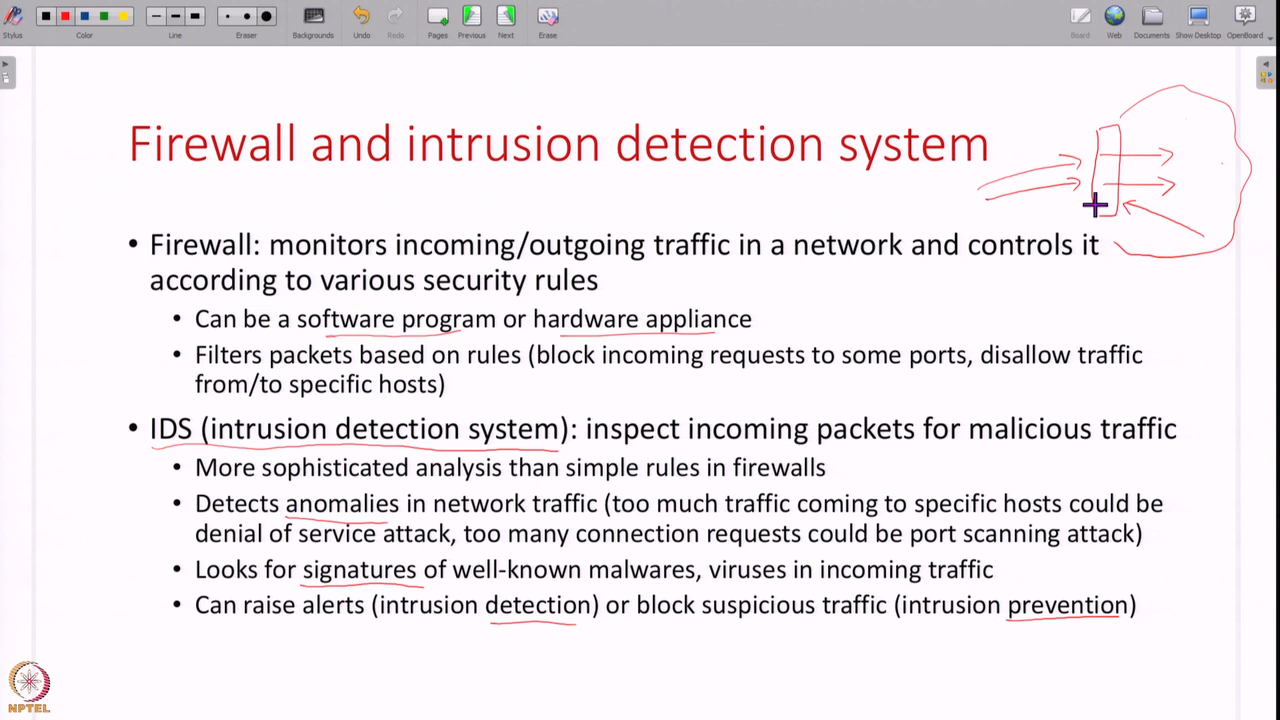 Stylus
Color
Line
Eraser
Backgrounds
Undo
Redo
Pages
Previous
Next
Erase
Board
Web
Documents
Show Desktop
OpenBoard
Firewall and intrusion detection system
• Firewall: monitors incoming/outgoing traffic in a network and controls it
according to various security rules
• Can be a software program or hardware appliance
• Filters packets based on rules (block incoming requests to some ports, disallow traffic
from/to specific hosts)
• IDS (intrusion detection system): inspect incoming packets for malicious traffic
• More sophisticated analysis than simple rules in firewalls
• Detects anomalies in network traffic (too much traffic coming to specific hosts could be
denial of service attack, too many connection requests could be port scanning attack)
• Looks for signatures of well-known malwares, viruses in incoming traffic
• Can raise alerts (intrusion detection) or block suspicious traffic (intrusion prevention)
NPTEL